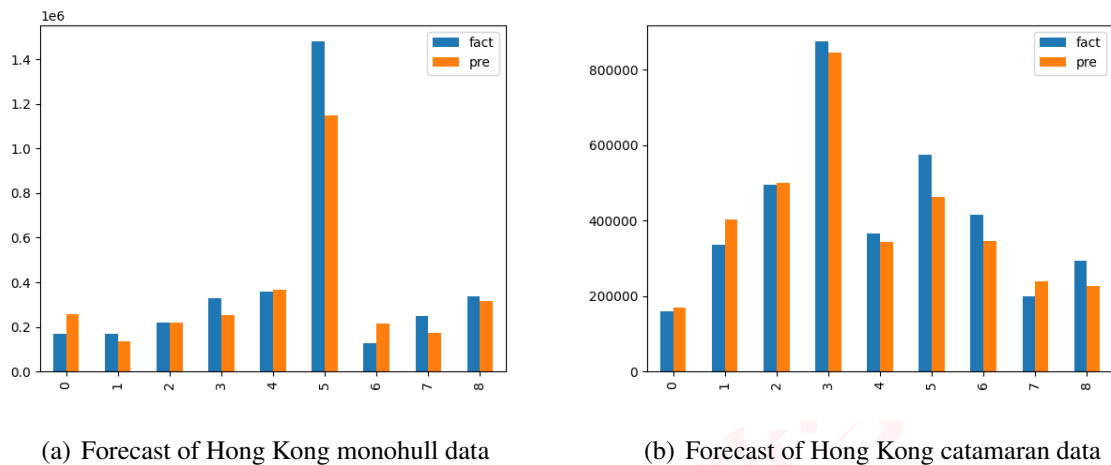 1e6
fact
pre
1.4
1.2
1.0
0.8
0.6
0.4
0.2
0.0
0 1 2 3 4 5 6 7 8
(a) Forecast of Hong Kong monohull data
fact
pre
800000
600000
400000
200000
0
0 1 2 3 4 5 6 7 8
(b) Forecast of Hong Kong catamaran data